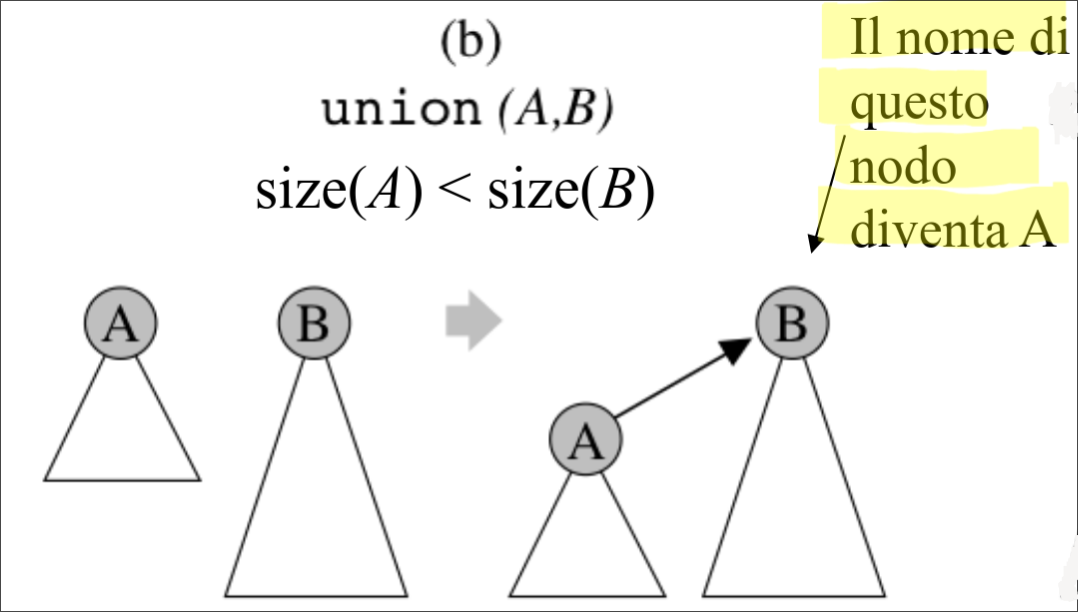 (b)
union (A,B)
size(A) < size(B)
Il nome di
questo
nodo
diventa A
A
B
B
A